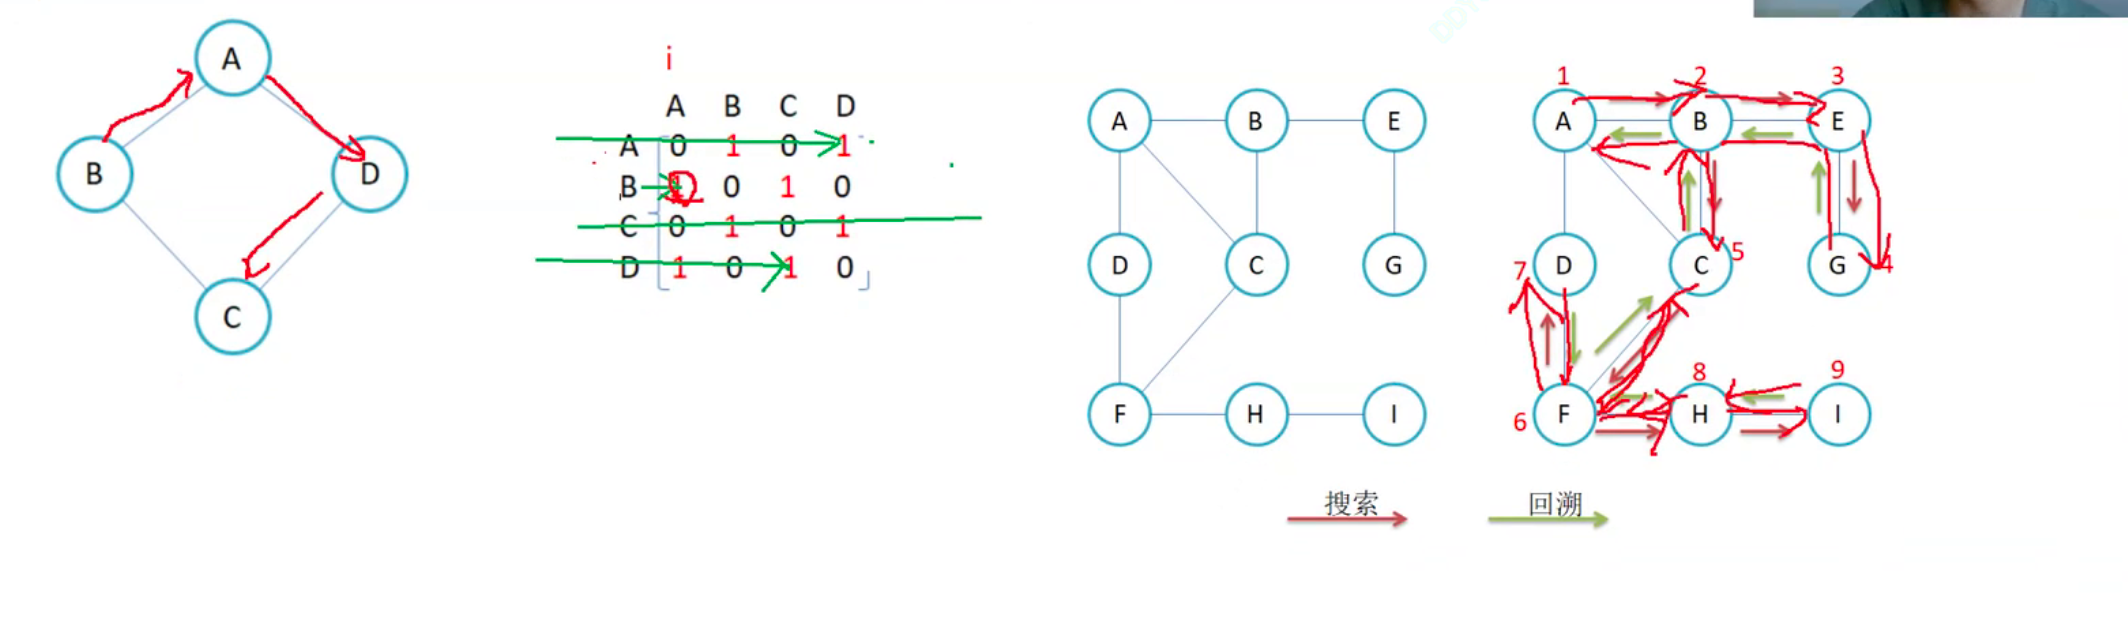 A
B
D
C
i
A B C D
A 0 1 0 1
B 1 0 1 0
C 0 1 0 1
D 1 0 1 0
A B E
D C G
F H I
1 2 3
A B E
7 D C 5 G 4
8 9
6 F H I
搜索 回溯